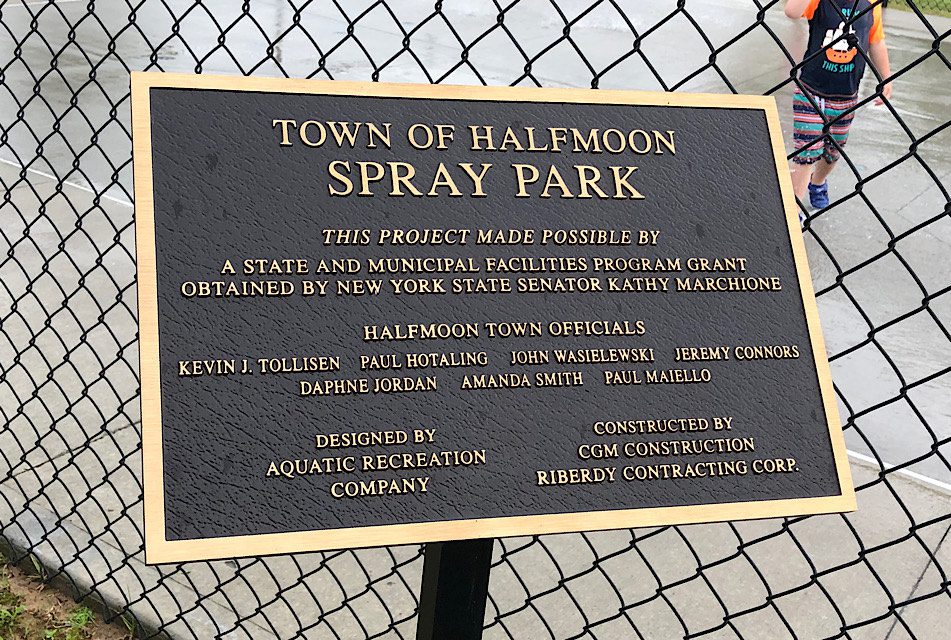 TOWN OF HALFMOON
SPRAY PARK
THIS PROJECT MADE POSSIBLE BY
A STATE AND MUNICIPAL FACILITIES PROGRAM GRANT
OBTAINED BY NEW YORK STATE SENATOR KATHY MARCHIONE
HALFMOON TOWN OFFICIALS
KEVIN J. TOLLISEN PAUL HOTALING JOHN WASIELEWSKI JEREMY CONNORS
DAPHNE JORDAN AMANDA SMITH PAUL MAIELLO
DESIGNED BY
AQUATIC RECREATION
COMPANY
CONSTRUCTED BY
CGM CONSTRUCTION
RIBERDY CONTRACTING CORP.
THIS